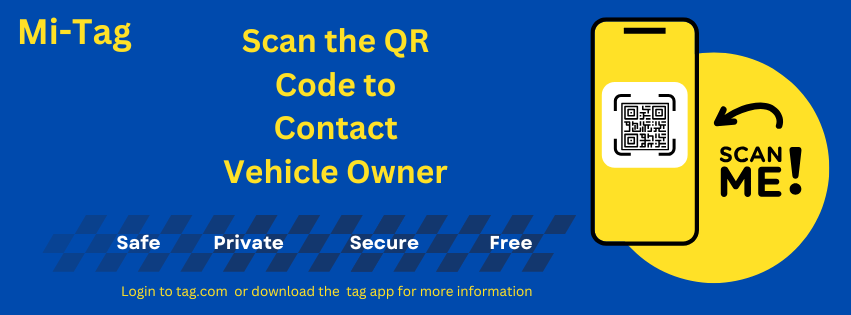 Mi-Tag
Scan the QR
Code to
Contact
Vehicle Owner
SCAN
ME!
Safe Private Secure Free
Login to tag.com or download the tag app for more information